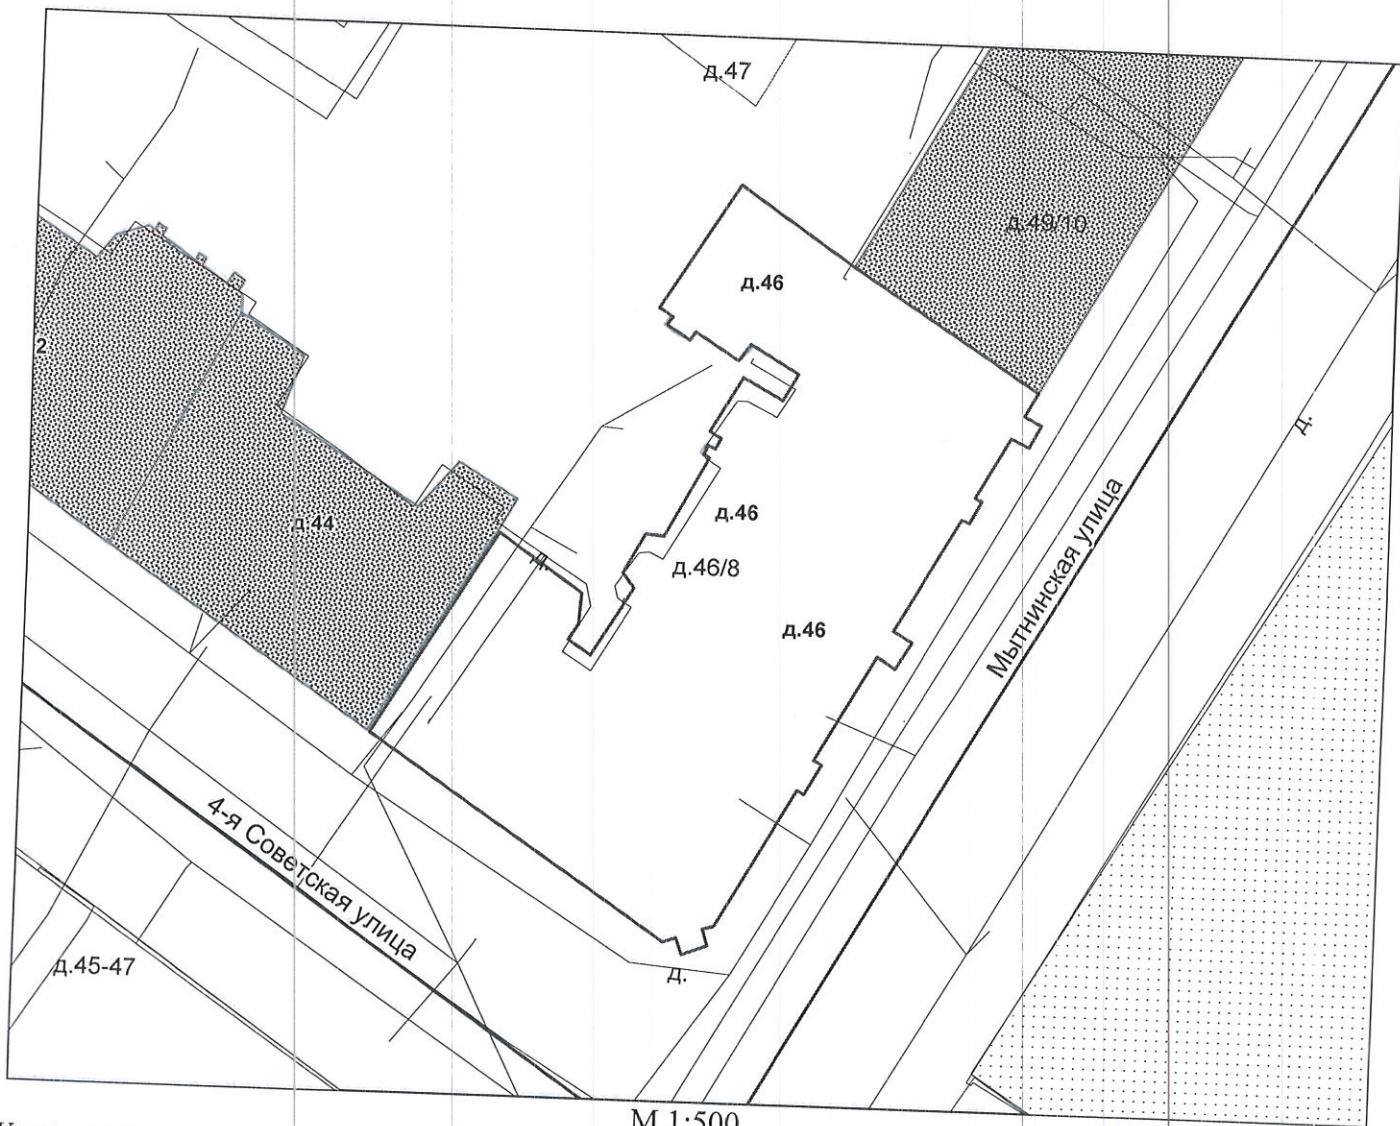 д.47
д.49/10
д.46
2
д.
д.46
д.44
д.
д.46/8
Мытнинская улица
д.46
4-я Советская улица
д.45-47
д.
М 1:500